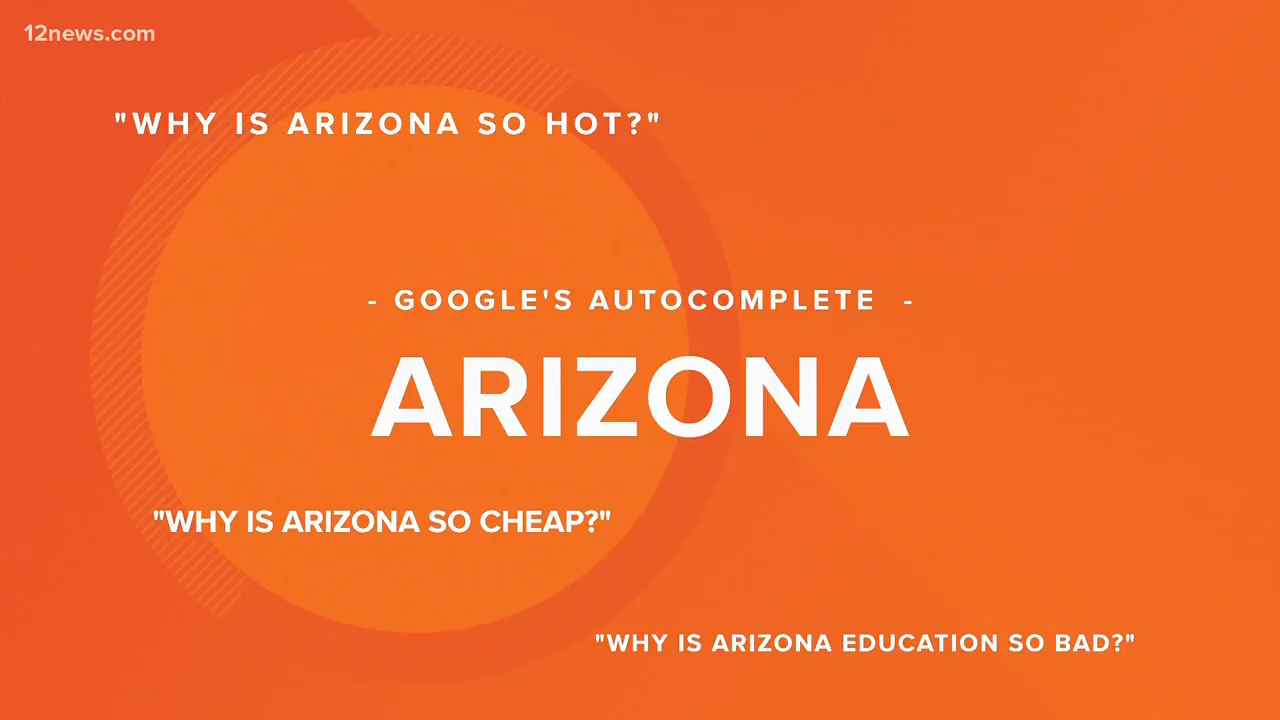 12news.com
"WHY IS ARIZONA SO HOT?"
- GOOGLE'S AUTOCOMPLETE -
ARIZONA
"WHY IS ARIZONA SO CHEAP?"
"WHY IS ARIZONA EDUCATION SO BAD?"